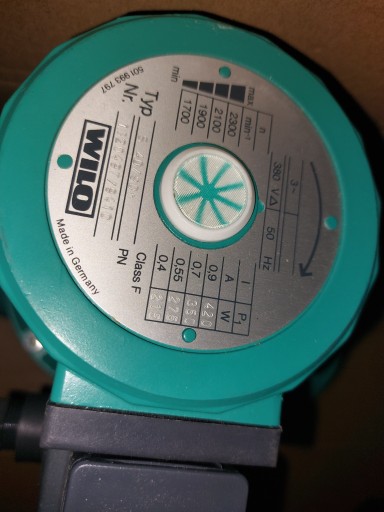 WILO
Made in Germany
501 993 797
Typ
Nr.
Class F
PN
3~
380 V△ 50 Hz
n I P₁
min⁻¹ A W
max 2300 0,9 420
2100 0,7
1900 0,55
min 1700 0,4